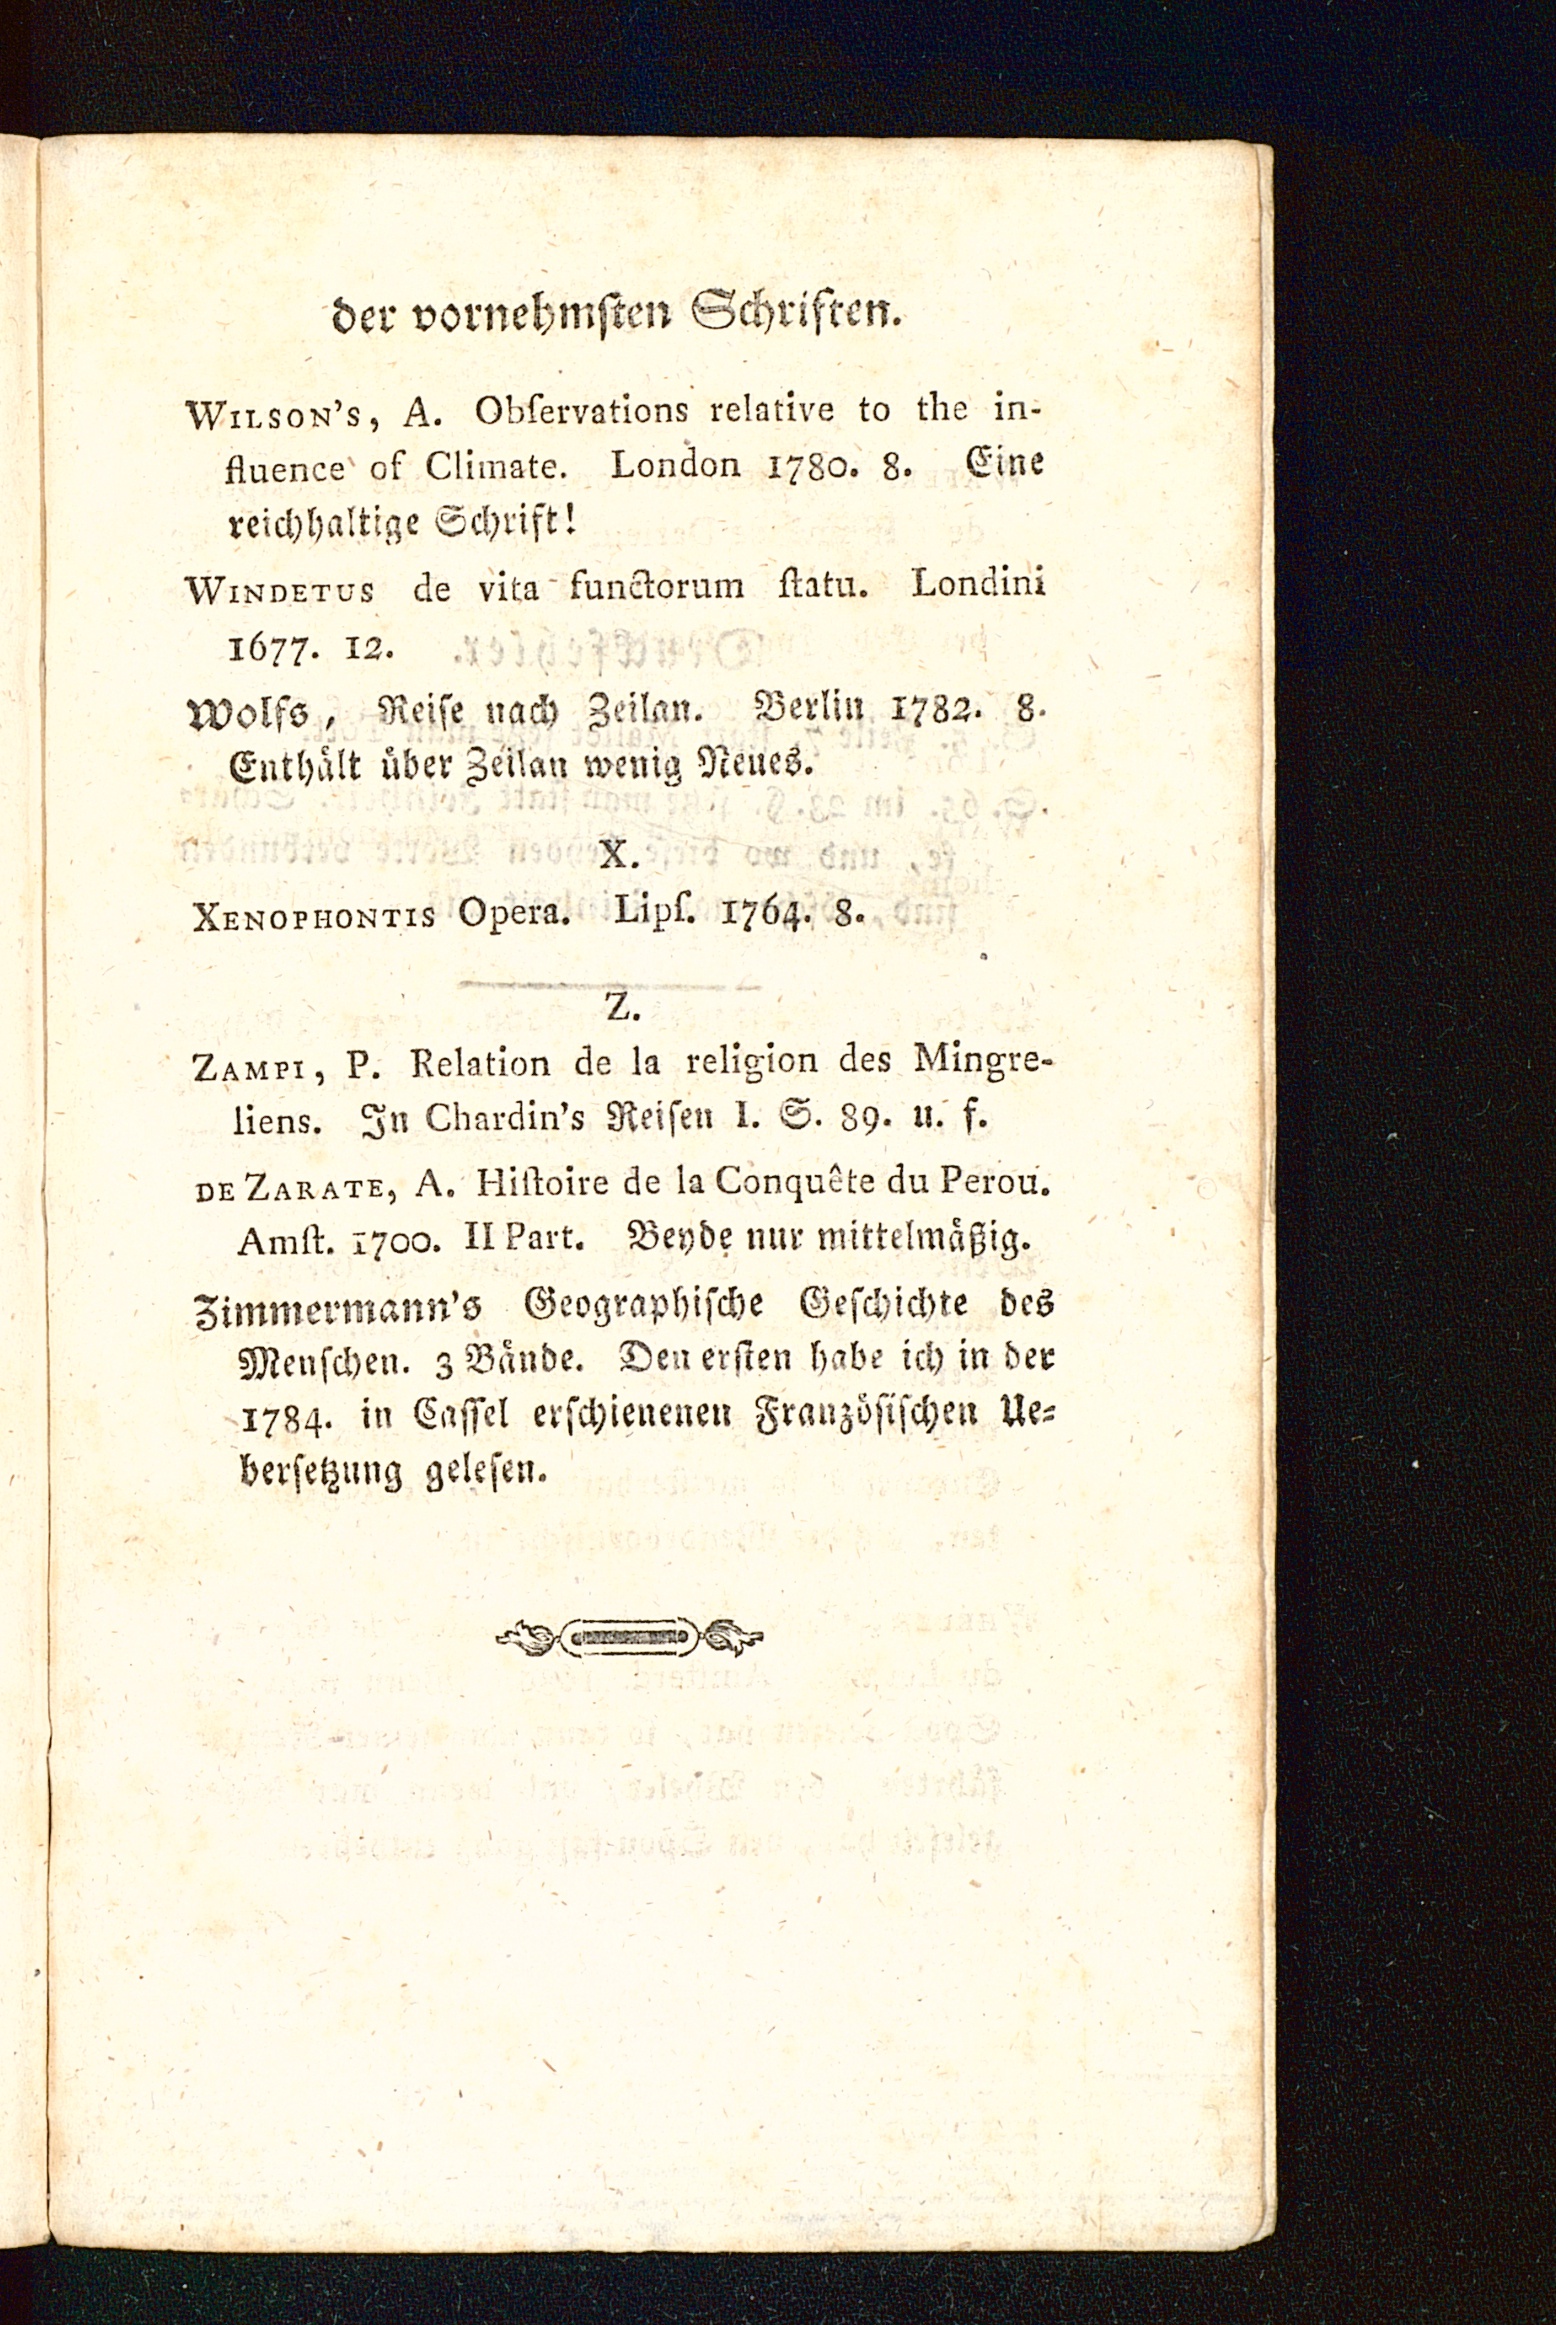 der vornehmſten Schriften.
WILSON'S, A. Obſervations relative to the in-
fluence of Climate. London 1780. 8. Eine
reichhaltige Schrift!
WINDETUS de vita functorum ſtatu. Londini
1677. 12.
Wolfs, Reiſe nach Zeilan. Berlin 1782. 8.
Enthält über Zeilan wenig Neues.
X.
XENOPHONTIS Opera. Lipſ. 1764. 8.
Z.
ZAMPI, P. Relation de la religion des Mingre-
liens. In Chardin's Reiſen I. S. 89. u. f.
DE ZARATE, A. Hiſtoire de la Conquête du Perou.
Amſt. 1700. II Part. Beyde nur mittelmäßig.
Zimmermann's Geographiſche Geſchichte des
Menſchen. 3 Bände. Den erſten habe ich in der
1784. in Caſſel erſchienenen Franzöſiſchen Ue-
berſetzung geleſen.